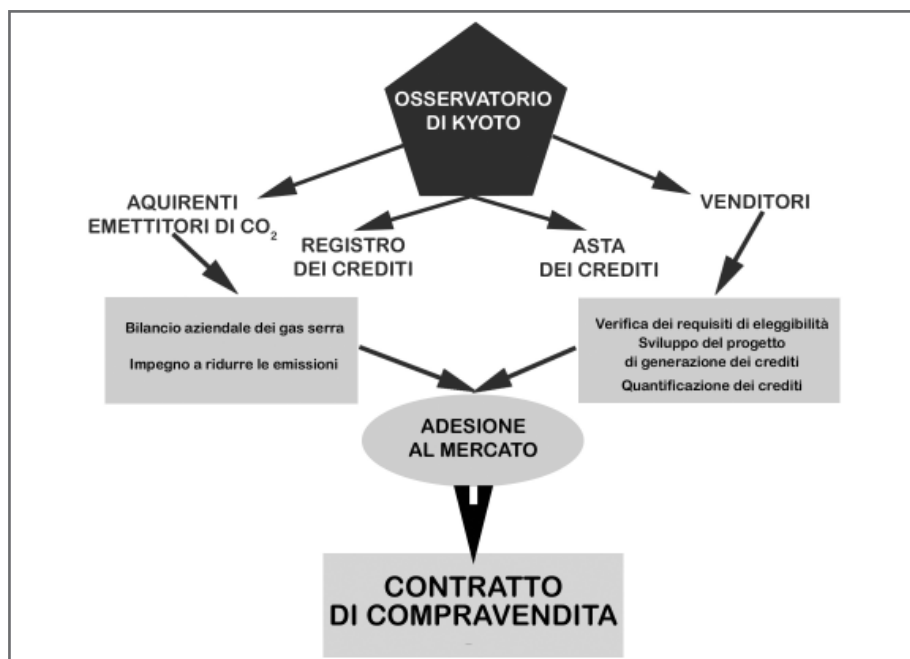 OSSERVATORIO
DI KYOTO
AQUIRENTI
EMETTITORI DI CO₂
VENDITORI
REGISTRO
DEI CREDITI
ASTA
DEI CREDITI
Bilancio aziendale dei gas serra
Impegno a ridurre le emissioni
Verifica dei requisiti di eleggibilità
Sviluppo del progetto
di generazione dei crediti
Quantificazione dei crediti
ADESIONE
AL MERCATO
CONTRATTO
DI COMPRAVENDITA